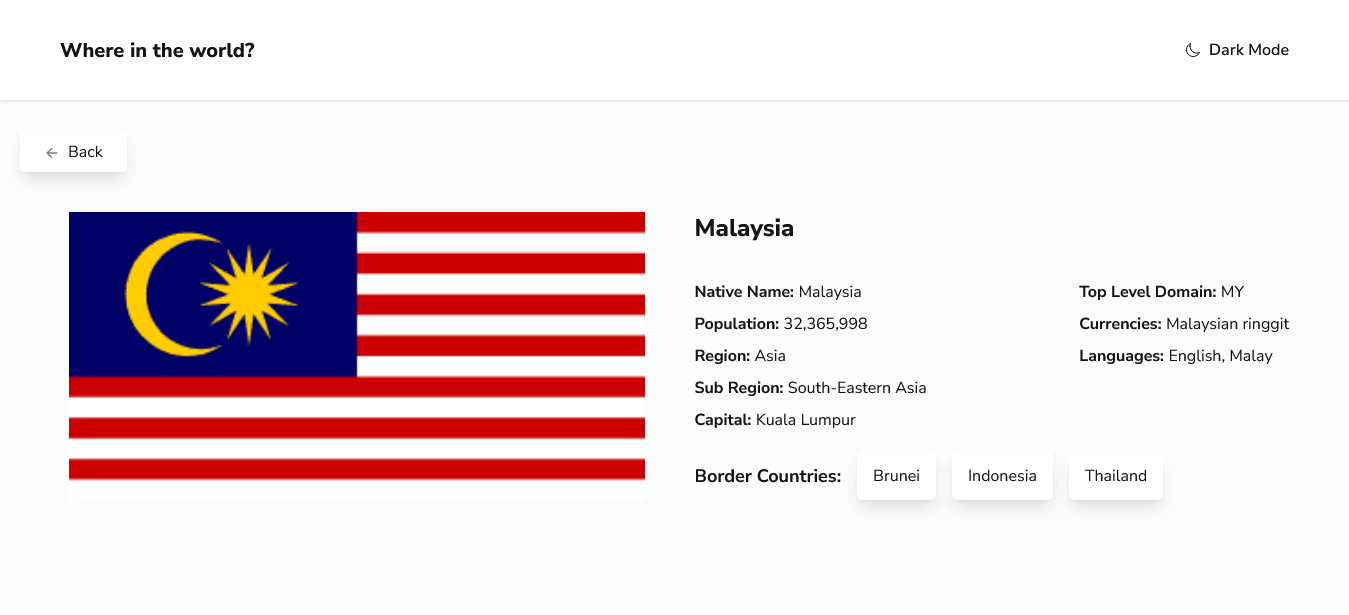 Where in the world?
Dark Mode
Back
Malaysia
Native Name: Malaysia
Population: 32,365,998
Region: Asia
Sub Region: South-Eastern Asia
Capital: Kuala Lumpur
Top Level Domain: MY
Currencies: Malaysian ringgit
Languages: English, Malay
Border Countries: Brunei Indonesia Thailand